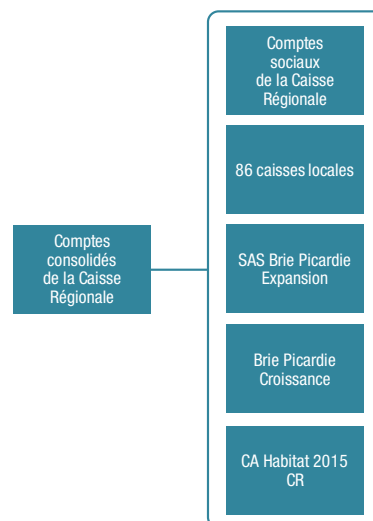 Comptes
consolidés
de la Caisse
Régionale
Comptes
sociaux
de la Caisse
Régionale
86 caisses locales
SAS Brie Picardie
Expansion
Brie Picardie
Croissance
CA Habitat 2015
CR